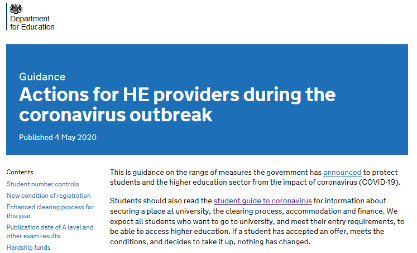 Department
for Education
Guidance
Actions for HE providers during the
coronavirus outbreak
Published 4 May 2020
Contents
Student number controls
New condition of registration
Enhanced clearing process for
this year
Publication date of A level and
other exam results
Hardship funds
This is guidance on the range of measures the government has announced to protect
students and the higher education sector from the impact of coronavirus (COVID-19).
Students should also read the student guide to coronavirus for information about
securing a place at university, the clearing process, accommodation and finance. We
expect all students who want to go to university, and meet their entry requirements, to
be able to access higher education. If a student has accepted an offer, meets the
conditions, and decides to take it up, nothing has changed.